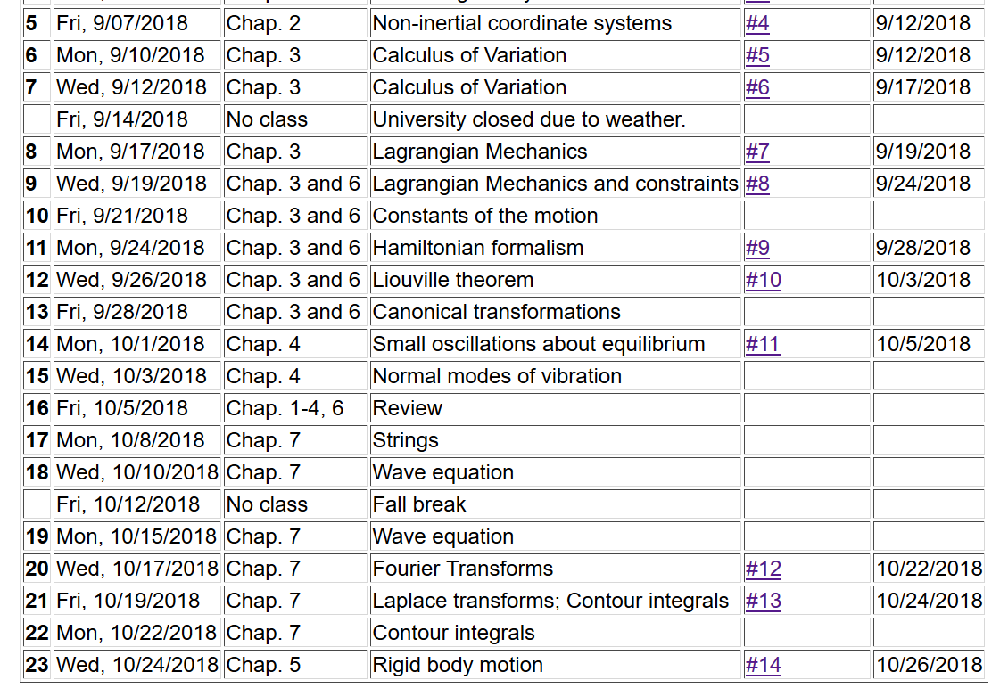 5 Fri, 9/07/2018 Chap. 2 Non-inertial coordinate systems #4 9/12/2018
6 Mon, 9/10/2018 Chap. 3 Calculus of Variation #5 9/12/2018
7 Wed, 9/12/2018 Chap. 3 Calculus of Variation #6 9/17/2018
Fri, 9/14/2018 No class University closed due to weather.
8 Mon, 9/17/2018 Chap. 3 Lagrangian Mechanics #7 9/19/2018
9 Wed, 9/19/2018 Chap. 3 and 6 Lagrangian Mechanics and constraints #8 9/24/2018
10 Fri, 9/21/2018 Chap. 3 and 6 Constants of the motion
11 Mon, 9/24/2018 Chap. 3 and 6 Hamiltonian formalism #9 9/28/2018
12 Wed, 9/26/2018 Chap. 3 and 6 Liouville theorem #10 10/3/2018
13 Fri, 9/28/2018 Chap. 3 and 6 Canonical transformations
14 Mon, 10/1/2018 Chap. 4 Small oscillations about equilibrium #11 10/5/2018
15 Wed, 10/3/2018 Chap. 4 Normal modes of vibration
16 Fri, 10/5/2018 Chap. 1-4, 6 Review
17 Mon, 10/8/2018 Chap. 7 Strings
18 Wed, 10/10/2018 Chap. 7 Wave equation
Fri, 10/12/2018 No class Fall break
19 Mon, 10/15/2018 Chap. 7 Wave equation
20 Wed, 10/17/2018 Chap. 7 Fourier Transforms #12 10/22/2018
21 Fri, 10/19/2018 Chap. 7 Laplace transforms; Contour integrals #13 10/24/2018
22 Mon, 10/22/2018 Chap. 7 Contour integrals
23 Wed, 10/24/2018 Chap. 5 Rigid body motion #14 10/26/2018